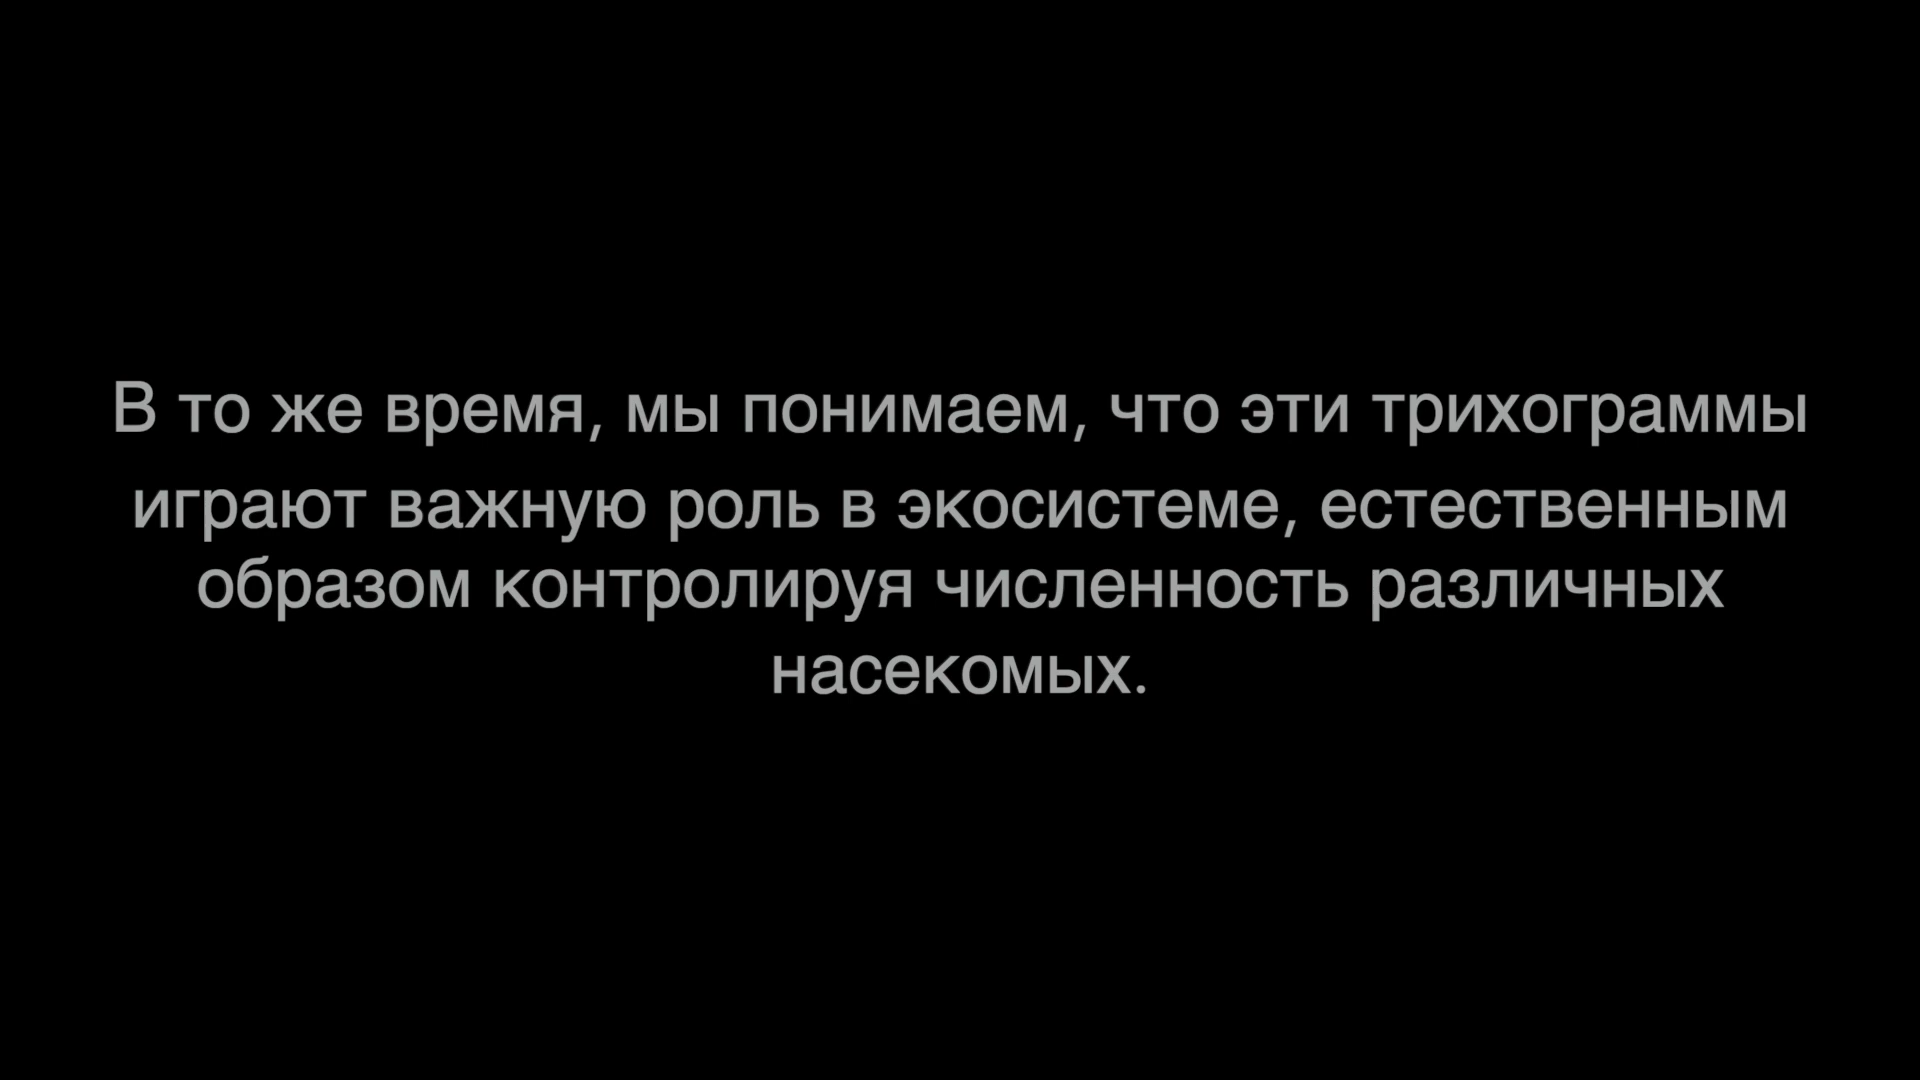 В то же время, мы понимаем, что эти трихограммы
играют важную роль в экосистеме, естественным
образом контролируя численность различных
насекомых.